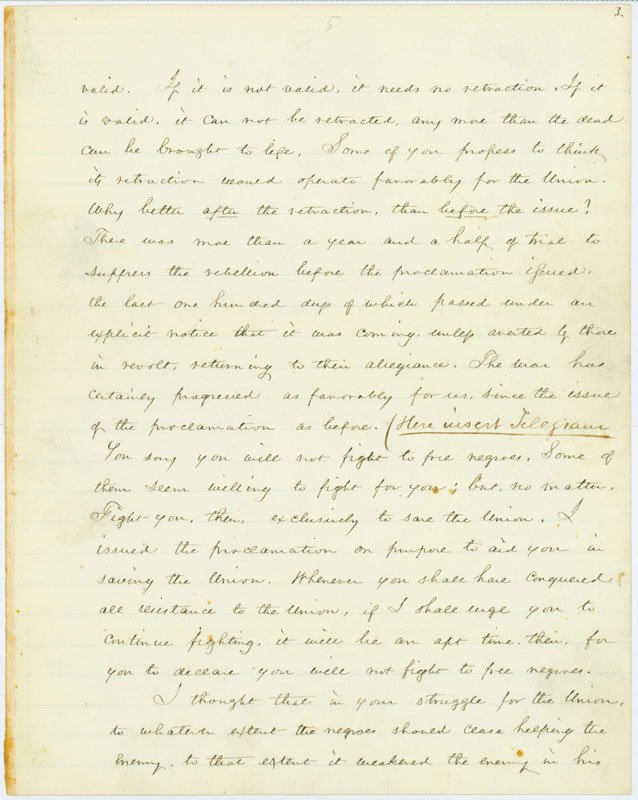 5
3.
valid. If it is not valid, it needs no retraction. If it
is valid, it can not be retracted, any more than the dead
can be brought to life. Some of you profess to think
its retraction would operate favorably for the Union.
Why better after the retraction, than before the issue?
There was more than a year and a half of trial to
suppress the rebellion before the proclamation issued,
the last one hundred days of which passed under an
explicit notice that it was coming, unless averted by those
in revolt, returning to their allegiance. The war has
certainly progressed as favorably for us, since the issue
of the proclamation as before. (Here insert Telegram
You say you will not fight to free negroes. Some of
them seem willing to fight for you; but, no matter.
Fight you, then, exclusively to save the Union. I
issued the proclamation on purpose to aid you in
saving the Union. Whenever you shall have conquered
all resistance to the Union, if I shall urge you to
continue fighting, it will be an apt time, then, for
you to declare you will not fight to free negroes.
I thought that in your struggle for the Union,
to whatever extent the negroes should cease helping the
enemy, to that extent it weakened the enemy in his